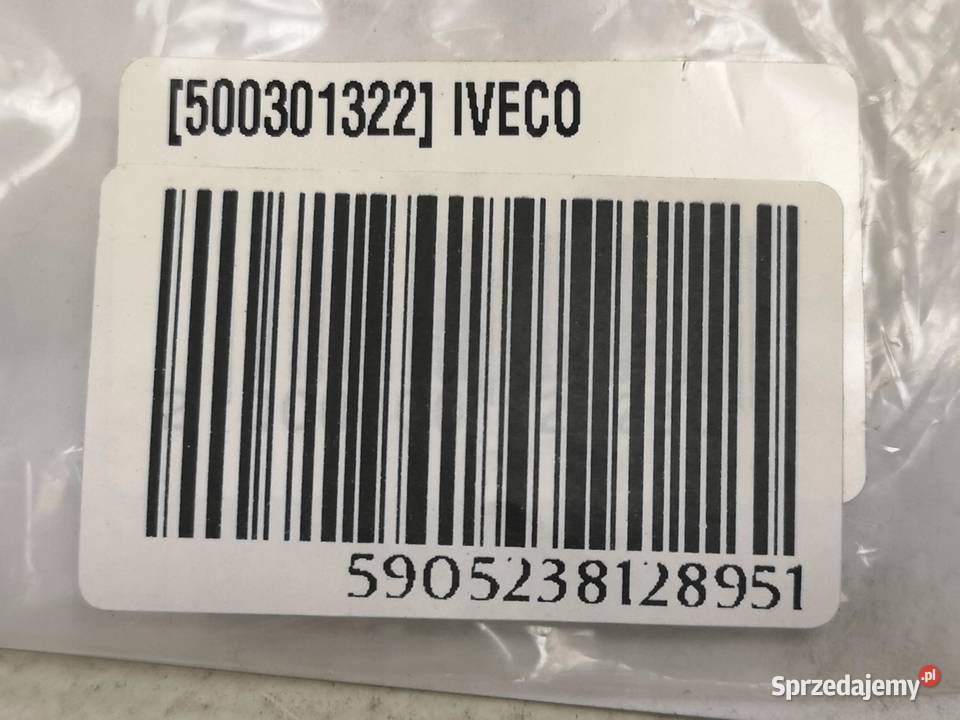 [500301322] IVECO
5905238128951
Sprzedajemy.pl